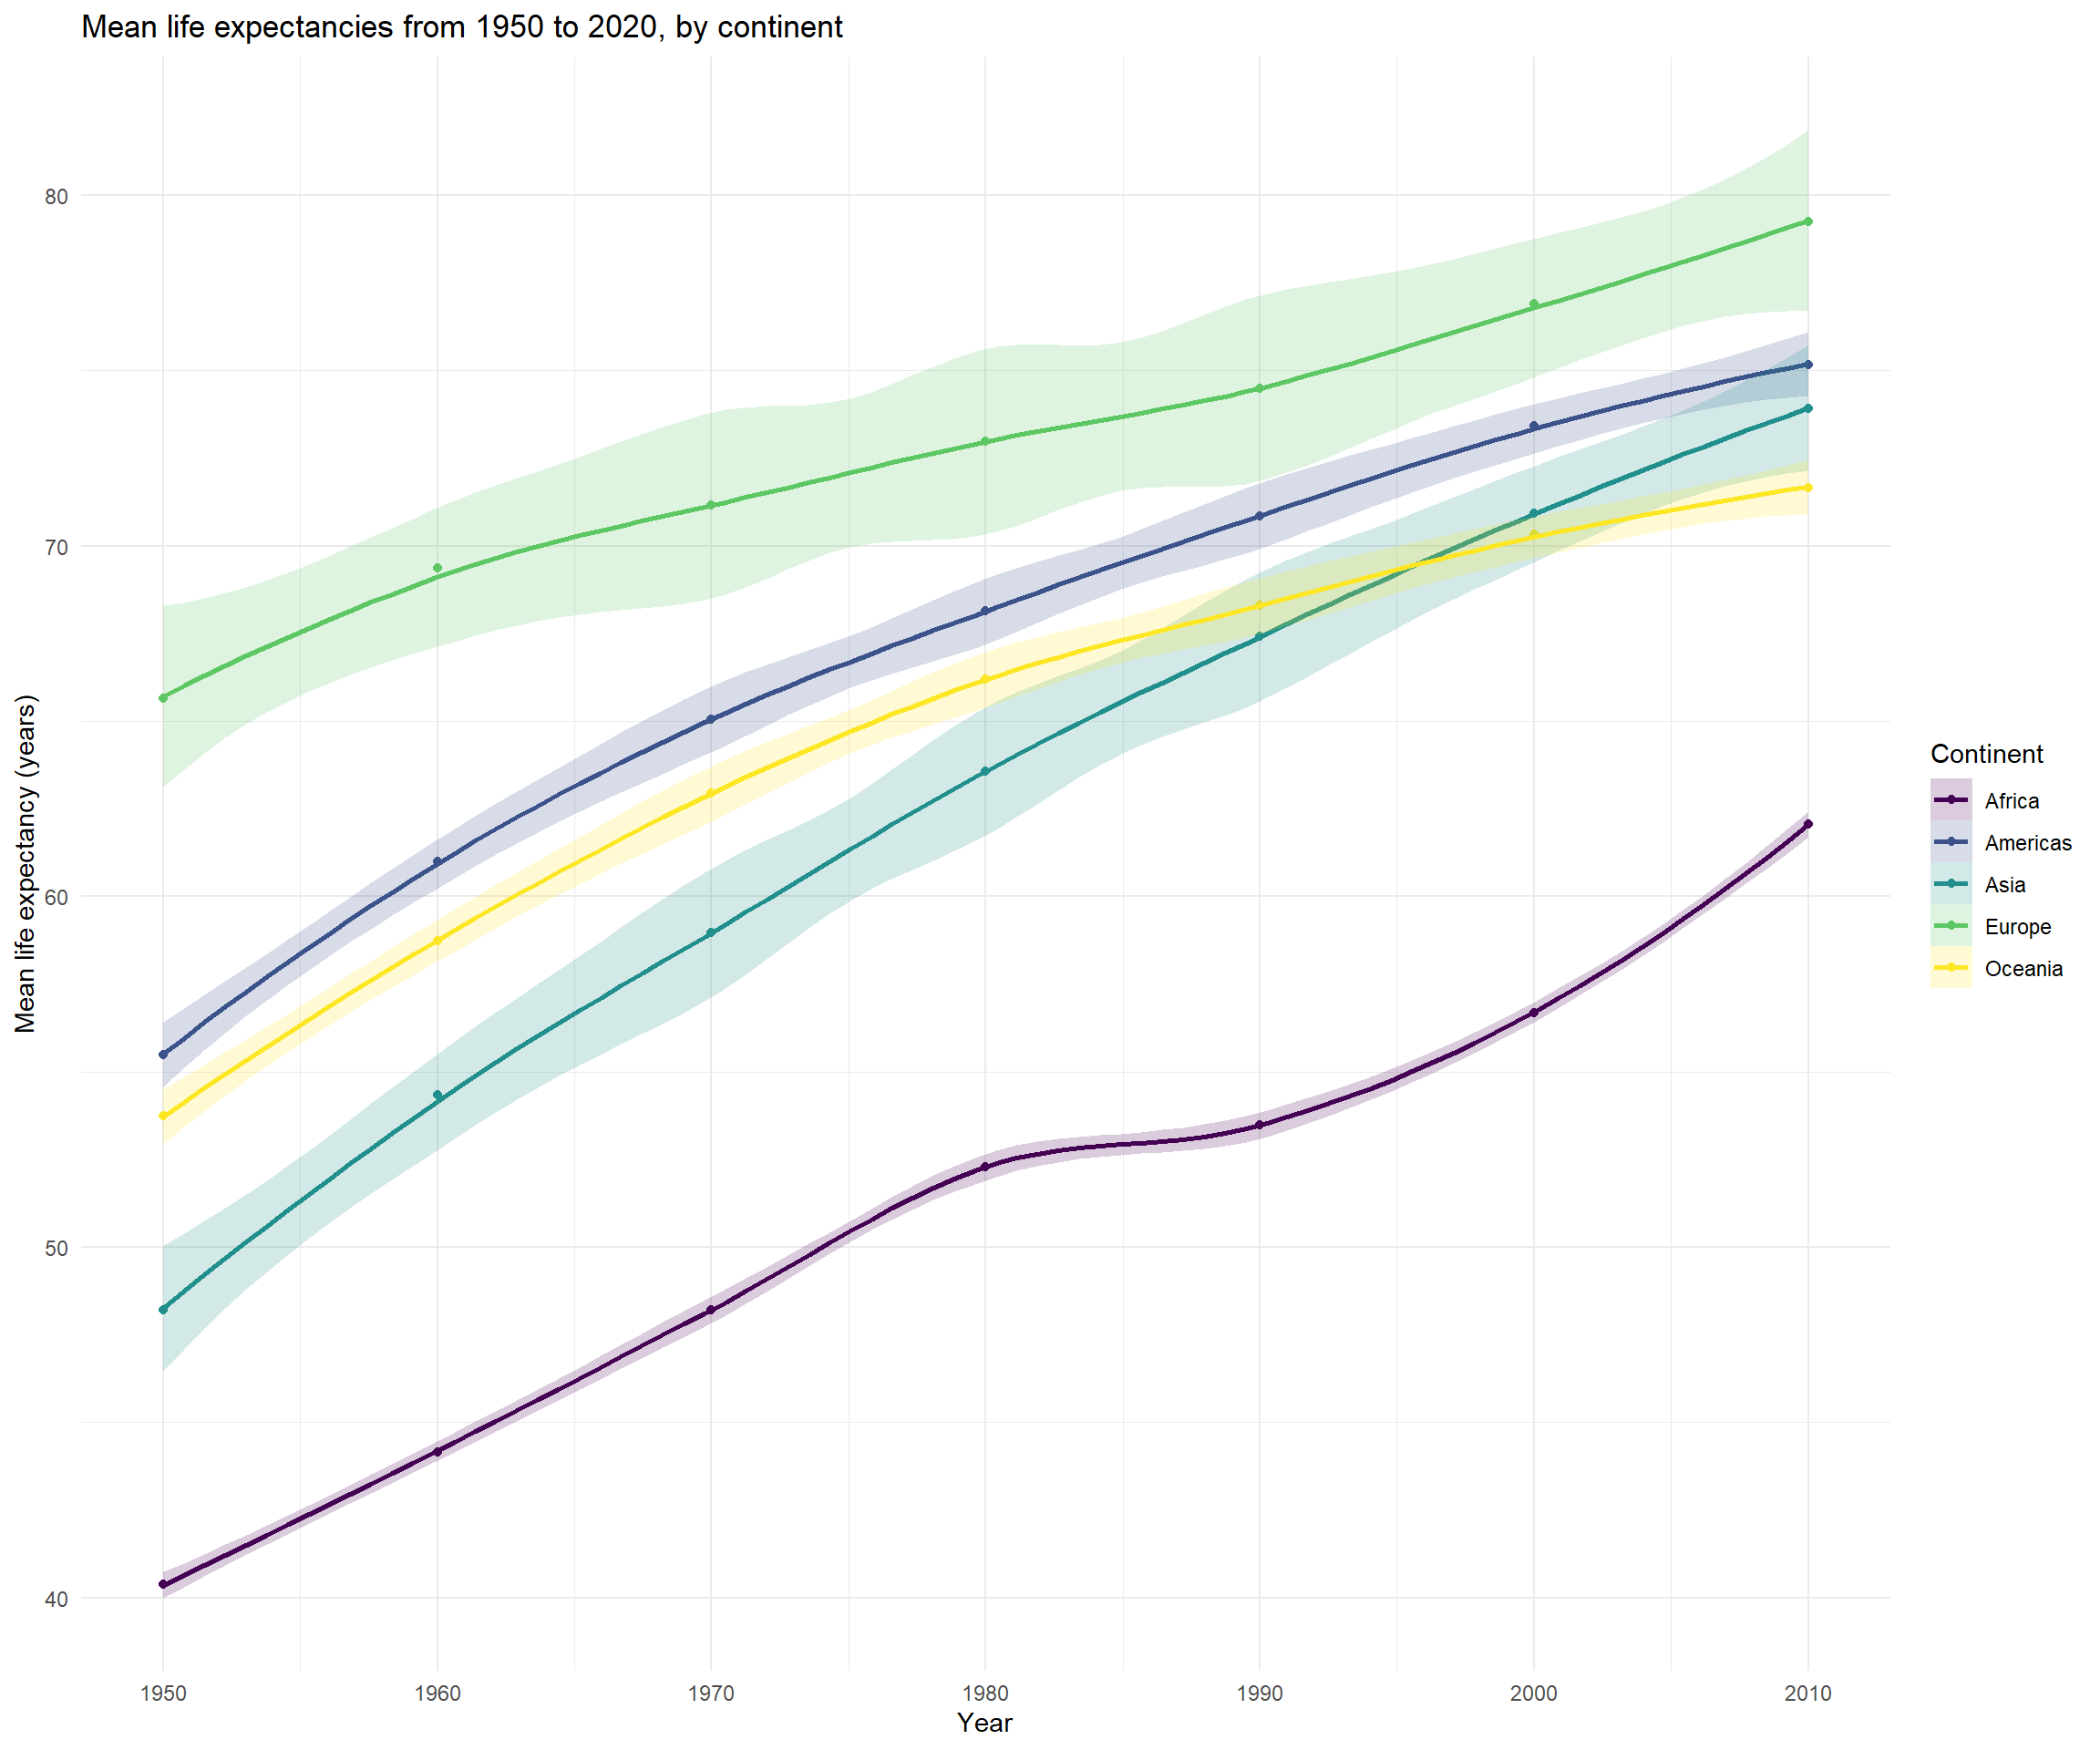 Mean life expectancies from 1950 to 2020, by continent
Mean life expectancy (years)
80
70
60
50
40
1950 1960 1970 1980 1990 2000 2010
Year
Continent
Africa
Americas
Asia
Europe
Oceania